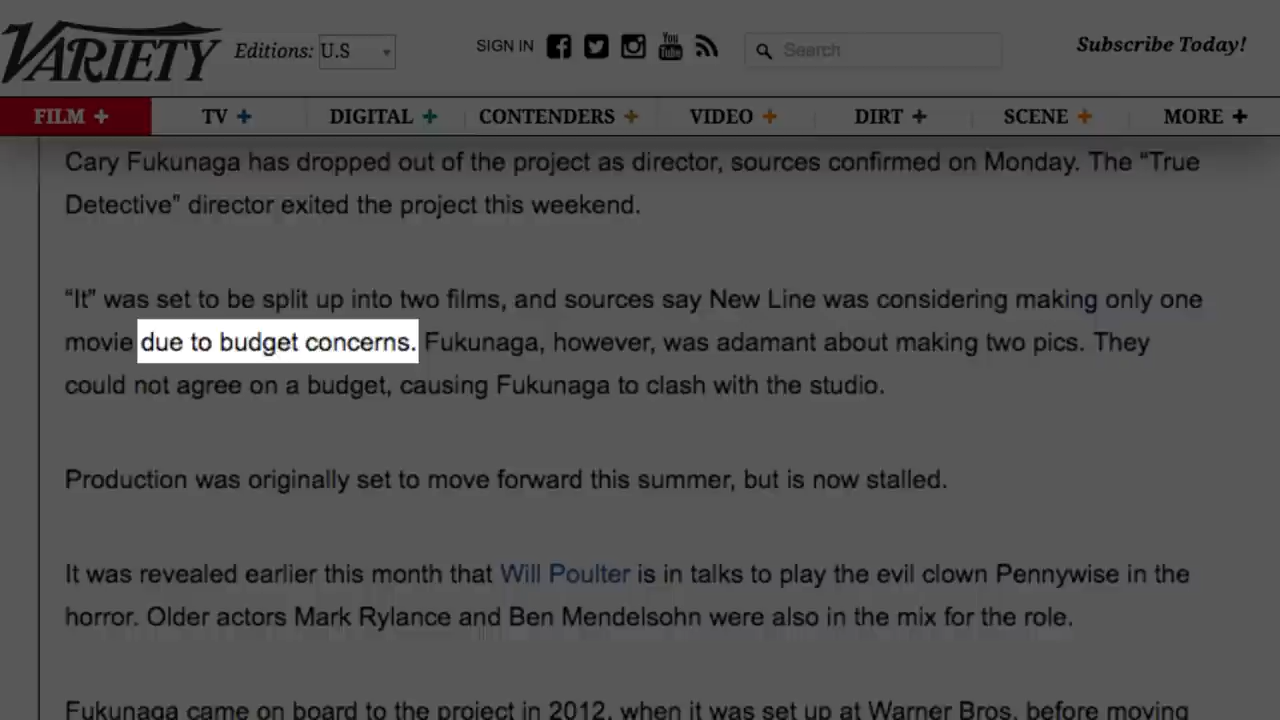 VARIETY Editions: U.S SIGN IN You Tube Search Subscribe Today!
FILM + TV + DIGITAL + CONTENDERS + VIDEO + DIRT + SCENE + MORE +
Cary Fukunaga has dropped out of the project as director, sources confirmed on Monday. The “True
Detective” director exited the project this weekend.
“It” was set to be split up into two films, and sources say New Line was considering making only one
movie due to budget concerns. Fukunaga, however, was adamant about making two pics. They
could not agree on a budget, causing Fukunaga to clash with the studio.
Production was originally set to move forward this summer, but is now stalled.
It was revealed earlier this month that Will Poulter is in talks to play the evil clown Pennywise in the
horror. Older actors Mark Rylance and Ben Mendelsohn were also in the mix for the role.
Fukunaga came on board to the project in 2012, when it was set up at Warner Bros. before moving